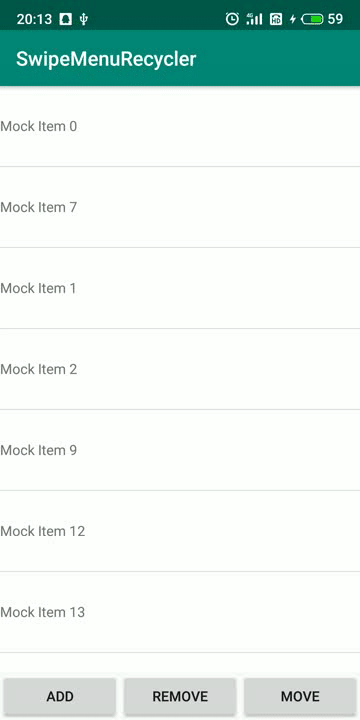 20:13 4G 59
SwipeMenuRecycler
Mock Item 0
Mock Item 7
Mock Item 1
Mock Item 2
Mock Item 9
Mock Item 12
Mock Item 13
ADD REMOVE MOVE